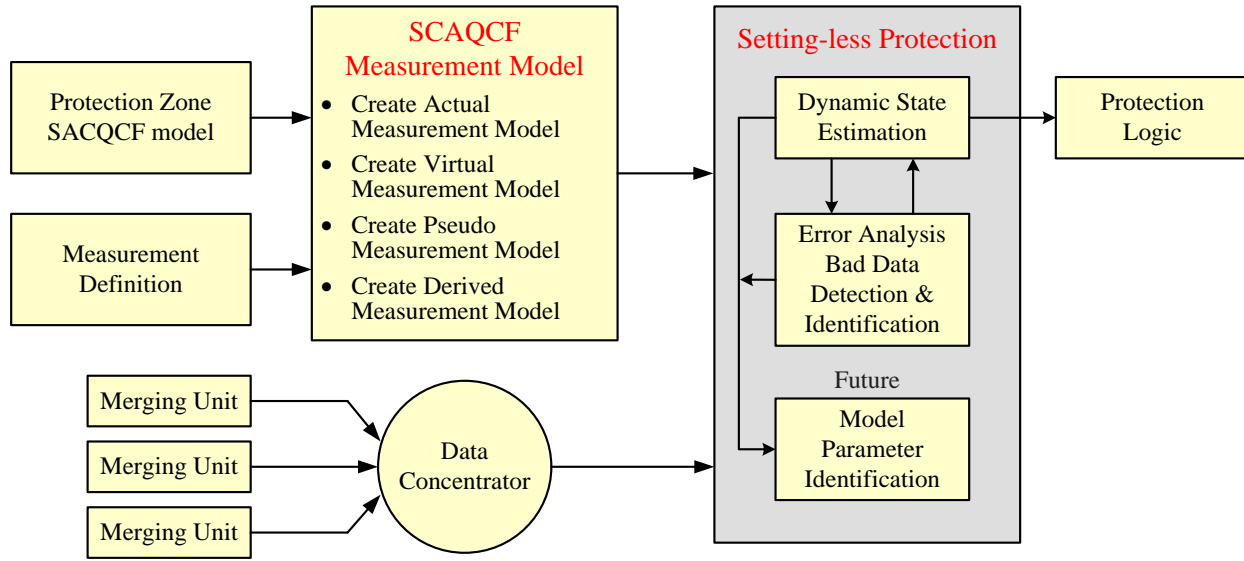 Protection Zone
SACQCF model
Measurement
Definition
SCAQCF
Measurement Model
• Create Actual
Measurement Model
• Create Virtual
Measurement Model
• Create Pseudo
Measurement Model
• Create Derived
Measurement Model
Merging Unit
Merging Unit
Merging Unit
Data
Concentrator
Setting-less Protection
Dynamic State
Estimation
Error Analysis
Bad Data
Detection &
Identification
Future
Model
Parameter
Identification
Protection
Logic